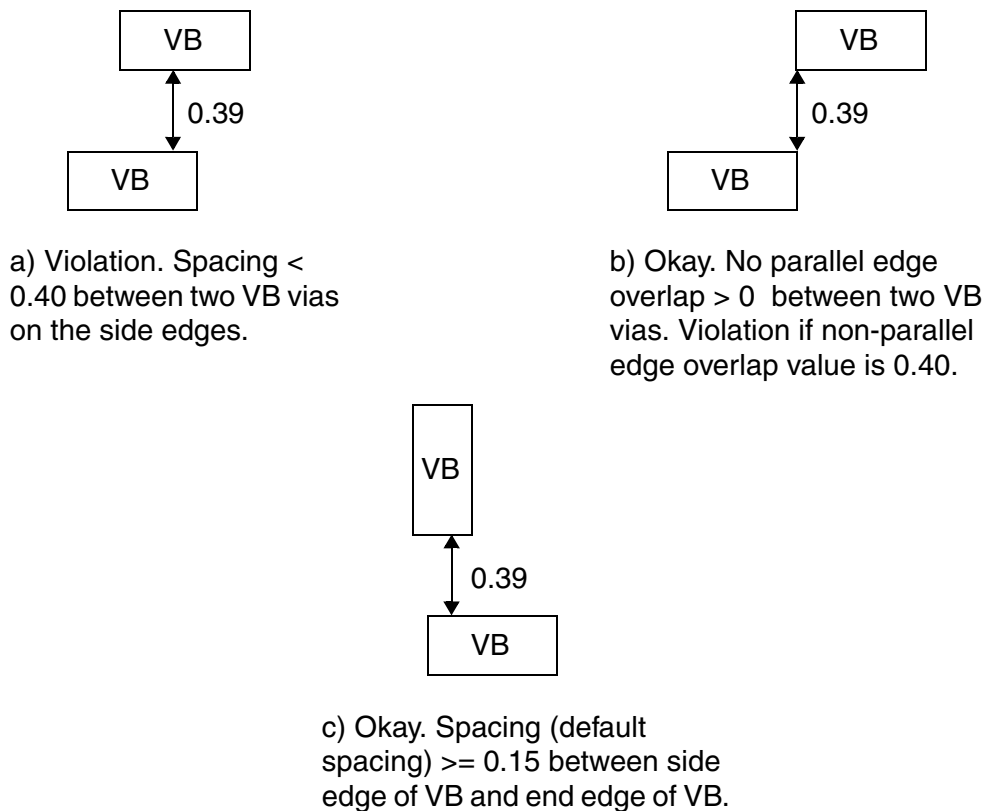 VB
0.39
VB
a) Violation. Spacing <
0.40 between two VB vias
on the side edges.
VB
0.39
VB
b) Okay. No parallel edge
overlap > 0 between two VB
vias. Violation if non-parallel
edge overlap value is 0.40.
VB
0.39
VB
c) Okay. Spacing (default
spacing) >= 0.15 between side
edge of VB and end edge of VB.